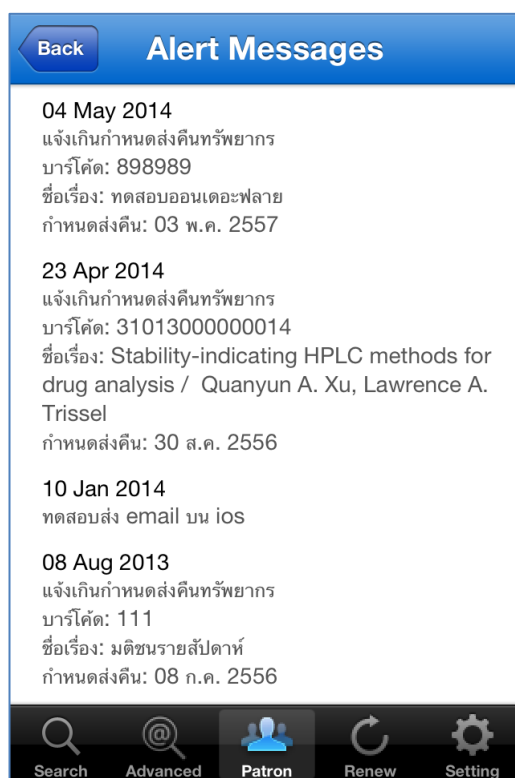 Back
Alert Messages
04 May 2014
แจ้งเกินกำหนดส่งคืนทรัพยากร
บาร์โค้ด: 898989
ชื่อเรื่อง: ทดสอบออนเดอะฟลาย
กำหนดส่งคืน: 03 พ.ค. 2557
23 Apr 2014
แจ้งเกินกำหนดส่งคืนทรัพยากร
บาร์โค้ด: 31013000000014
ชื่อเรื่อง: Stability-indicating HPLC methods for
drug analysis / Quanyun A. Xu, Lawrence A.
Trissel
กำหนดส่งคืน: 30 ส.ค. 2556
10 Jan 2014
ทดสอบส่ง email บน ios
08 Aug 2013
แจ้งเกินกำหนดส่งคืนทรัพยากร
บาร์โค้ด: 111
ชื่อเรื่อง: มติชนรายสัปดาห์
กำหนดส่งคืน: 08 ก.ค. 2556
Search Advanced Patron Renew Setting